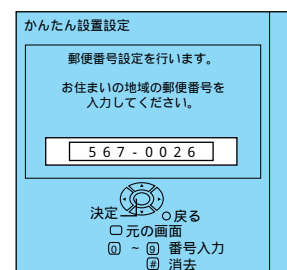 かんたん設置設定
郵便番号設定を行います。
お住まいの地域の郵便番号を
入力してください。
567-0026
決定
戻る
元の画面
0 ~ 9 番号入力
# 消去